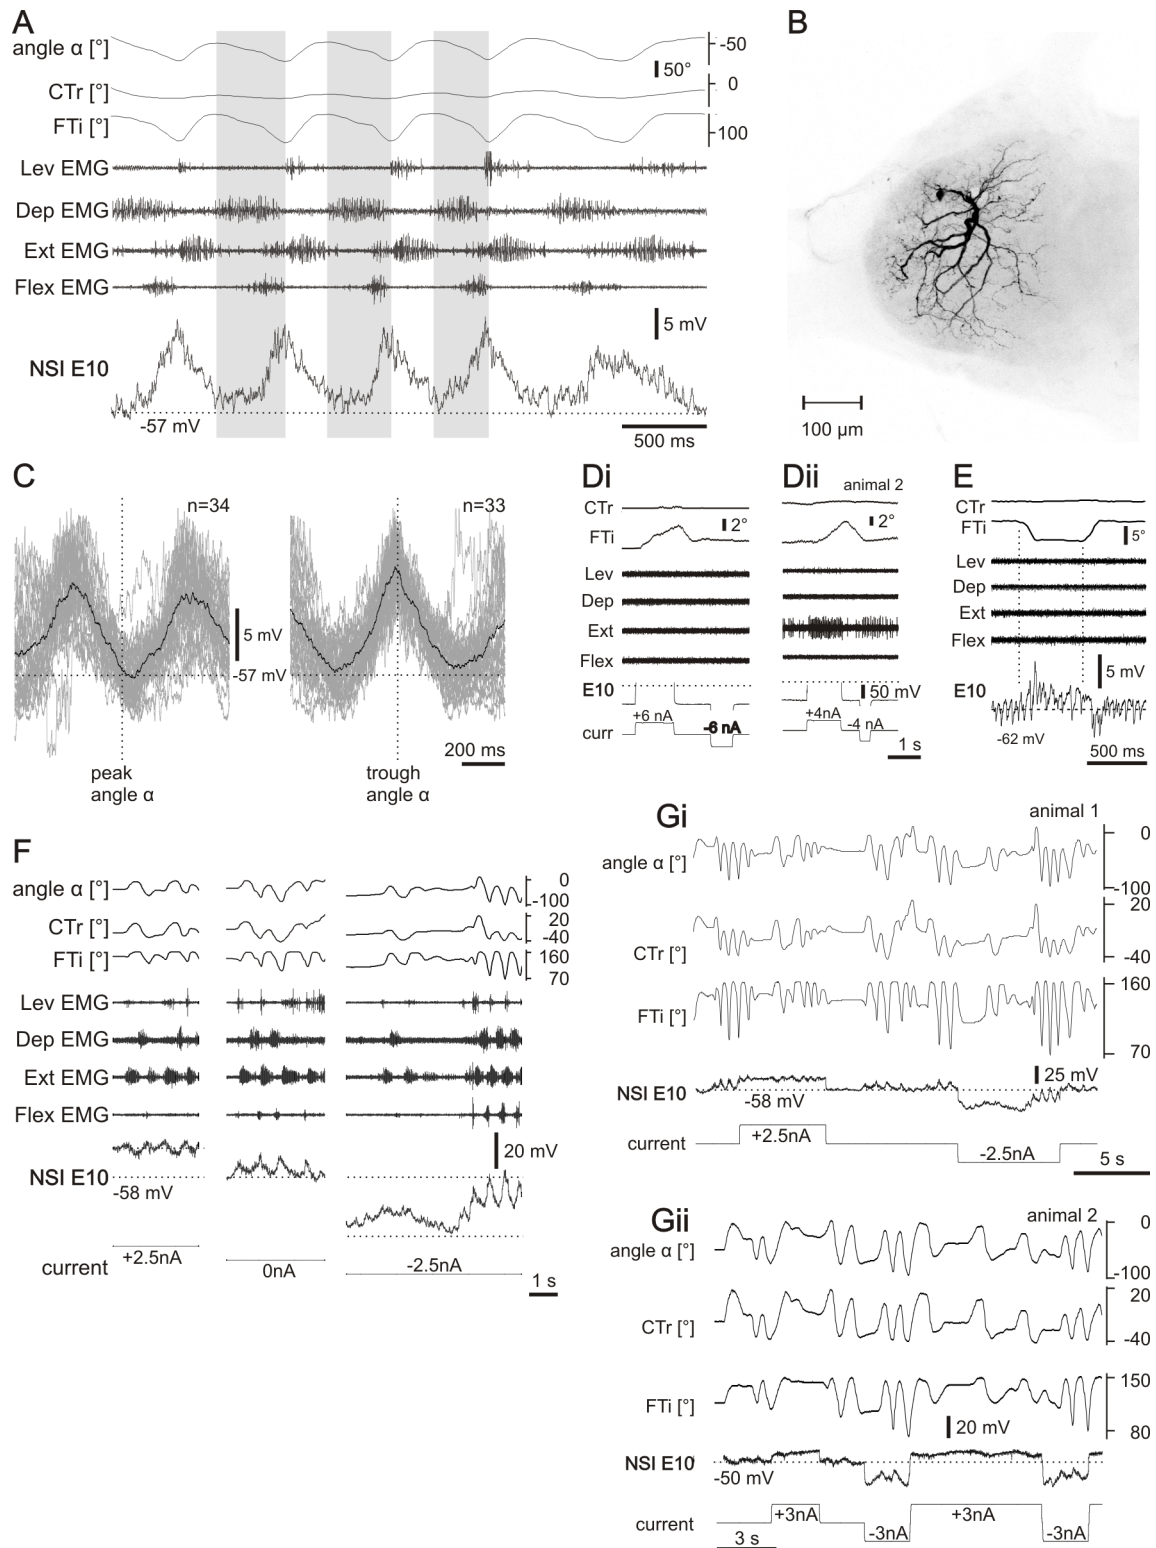 A
angle α [°]
-50
50°
CTr [°]
0
FTi [°]
100
Lev EMG
Dep EMG
Ext EMG
Flex EMG
5 mV
NSI E10
-57 mV
500 ms
B
100 µm
C
n=34
n=33
5 mV
-57 mV
200 ms
peak
angle α
trough
angle α
Di
CTr
2°
FTi
Lev
Dep
Ext
Flex
E10
+6 nA
-6 nA
curr
Dii
animal 2
2°
50 mV
+4nA
-4 nA
1 s
E
CTr
FTi
5°
Lev
Dep
Ext
Flex
5 mV
E10
-62 mV
500 ms
F
angle α [°]
0
-100
CTr [°]
20
-40
FTi [°]
160
70
Lev EMG
Dep EMG
Ext EMG
Flex EMG
20 mV
NSI E10
-58 mV
current
+2.5nA
0nA
-2.5nA
1 s
Gi
animal 1
angle α [°]
0
-100
CTr [°]
20
-40
FTi [°]
160
70
25 mV
NSI E10
-58 mV
current
+2.5nA
-2.5nA
5 s
Gii
animal 2
angle α [°]
0
-100
CTr [°]
20
-40
FTi [°]
150
80
20 mV
NSI E10
-50 mV
current
+3nA
-3nA
+3nA
-3nA
3 s